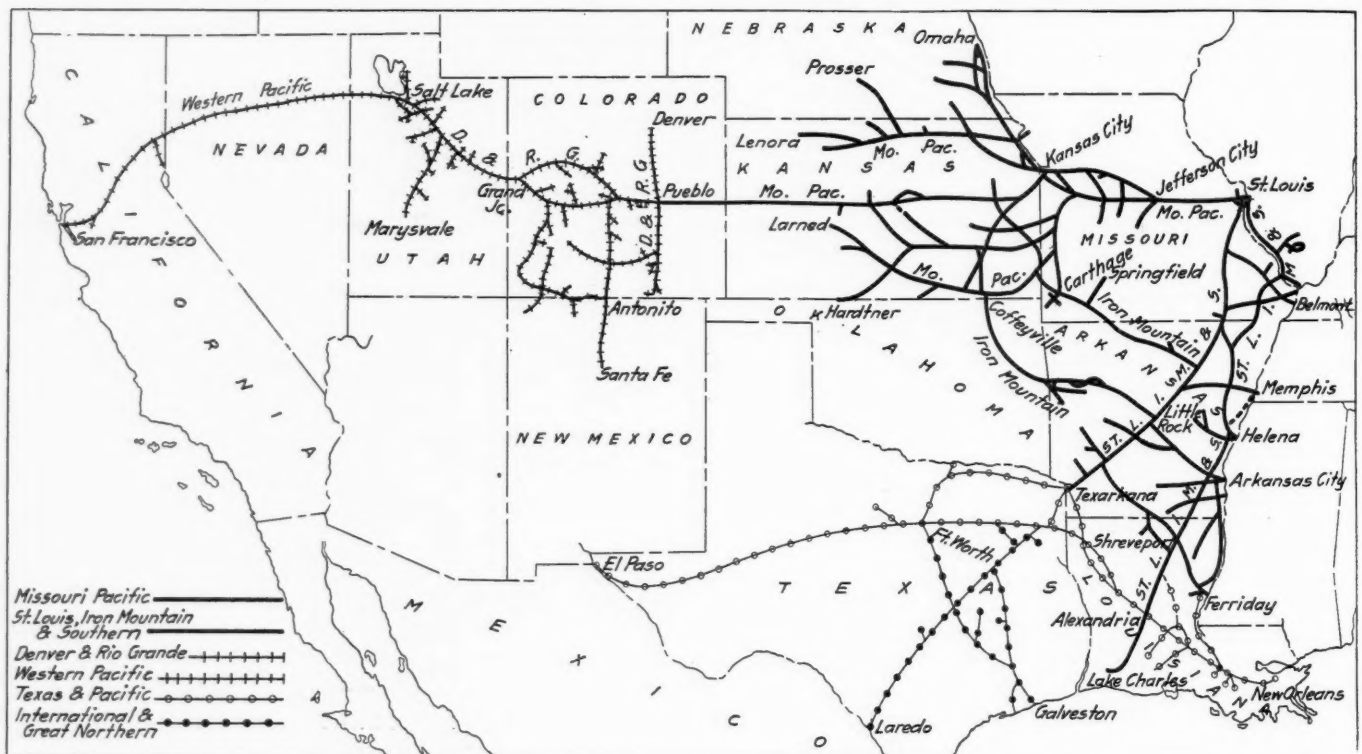 NEBRASKA
Omaha
Prosser
CALIFORNIA
Western Pacific
Salt Lake
COLORADO
Denver
NEVADA
D. & R. G.
Lenora
Mo. Pac.
KANSAS
Kansas City
Jefferson City
St. Louis
Grand Jc.
D. & R. G.
Pueblo
Mo. Pac.
Mo. Pac.
San Francisco
Marysvale
UTAH
Larned
MISSOURI
Mo. Pac.
Carthage
Springfield
St. L. I. M. & S.
Belmont
Antonito
OKLAHOMA
Hardtner
Coffeyville
Iron Mountain
ARKANSAS
Santa Fe
Iron Mountain
Memphis
NEW MEXICO
ST. L. I. M. & S.
Little Rock
Helena
ST. L. I. M. & S.
Arkansas City
Texarkana
Ft. Worth
Shreveport
El Paso
TEXAS
ST. L.
LOUISIANA
Ferriday
Alexandria
MEXICO
Lake Charles
New Orleans
Laredo
Galveston
Missouri Pacific
St. Louis, Iron Mountain
& Southern
Denver & Rio Grande
Western Pacific
Texas & Pacific
International &
Great Northern